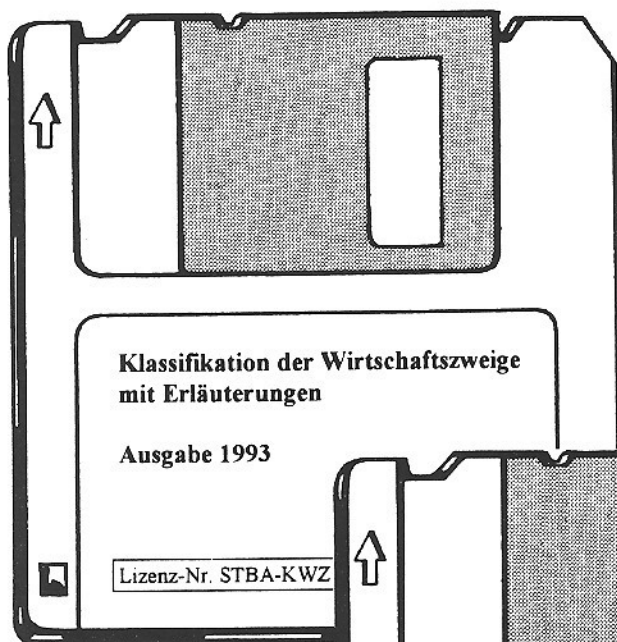 Klassifikation der Wirtschaftszweige
mit Erläuterungen
Ausgabe 1993
Lizenz-Nr. STBA-KWZ